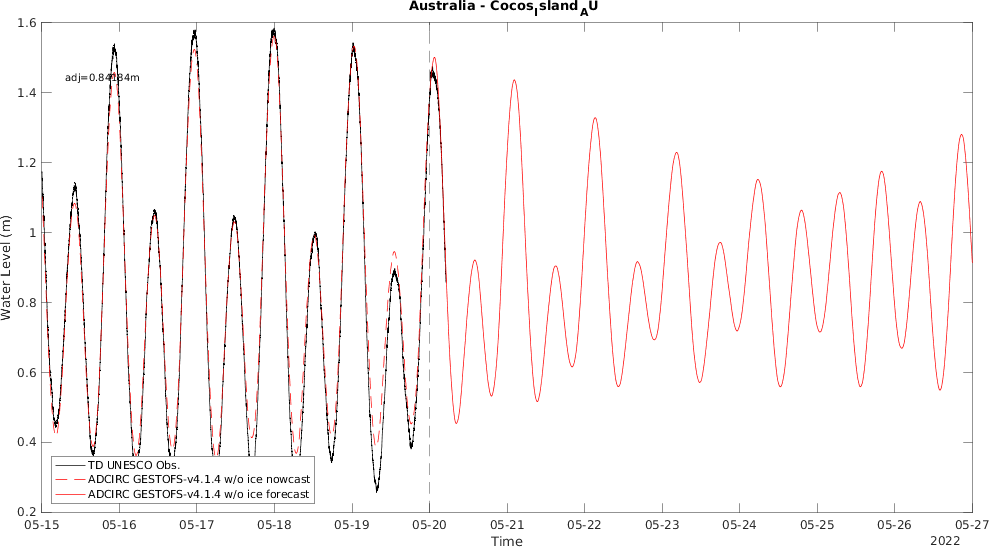 Australia - Cocos_Island_AU
1.6
1.4
1.2
1
0.8
0.6
0.4
0.2
Water Level (m)
adj=0.84184m
TD UNESCO Obs.
ADCIRC GESTOFS-v4.1.4 w/o ice nowcast
ADCIRC GESTOFS-v4.1.4 w/o ice forecast
05-15 05-16 05-17 05-18 05-19 05-20 05-21 05-22 05-23 05-24 05-25 05-26 05-27
Time
2022